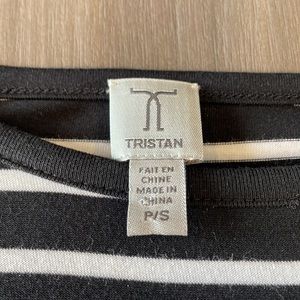 TRISTAN
FAIT EN
CHINE
MADE IN
CHINA
P/S